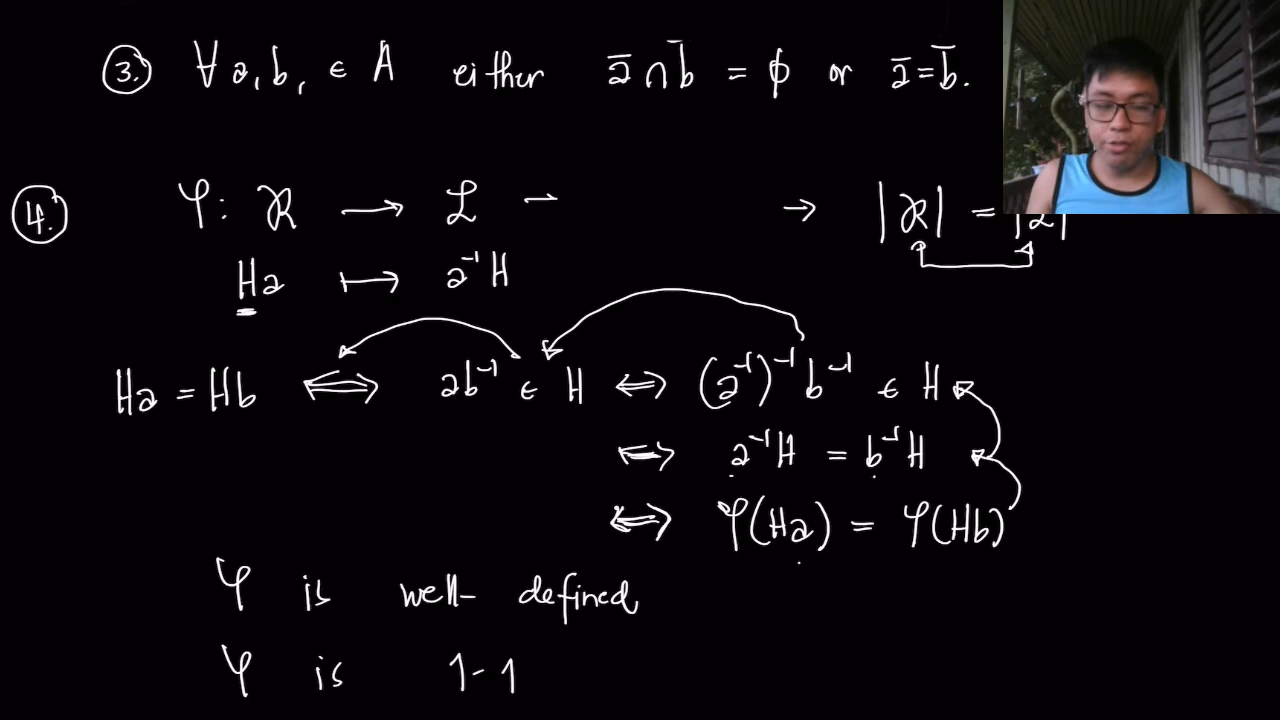 3. ∀ a, b, ∈ A either ā ∩ b̄ = ϕ or ā = b̄.
4. φ: ℛ → ℒ → → |ℛ| = |ℒ|
Ha ↦ a⁻¹H
Ha = Hb ⟺ ab⁻¹ ∈ H ⟺ (a⁻¹)⁻¹ b⁻¹ ∈ H
⟺ a⁻¹H = b⁻¹H
⟺ φ(Ha) = φ(Hb)
φ is well-defined
φ is 1-1